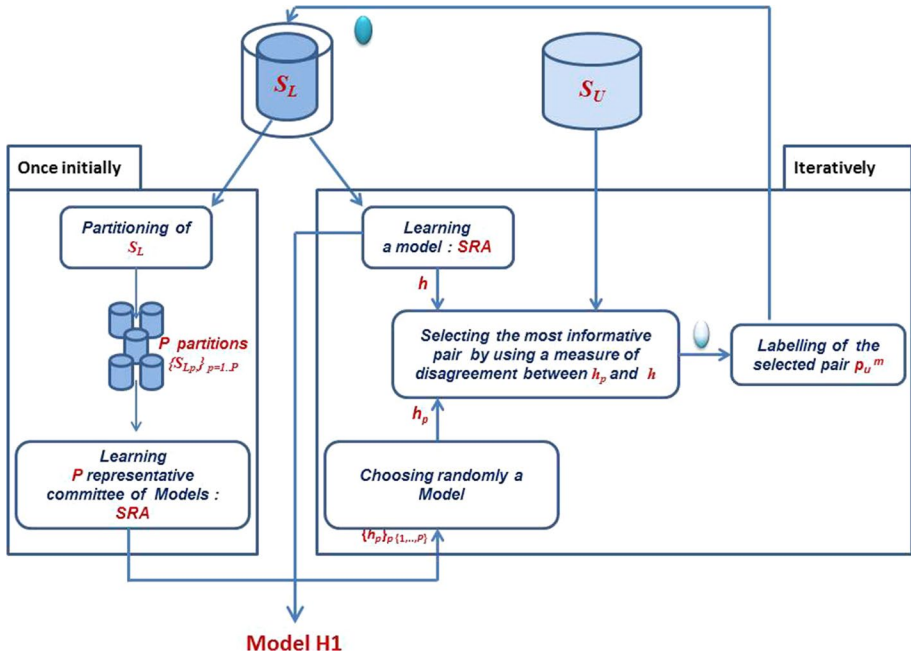 S_L
S_U
Once initially
Iteratively
Partitioning of
S_L
Learning
a model : SRA
h
P partitions
{S_{Lp},}_{p=1..P}
Selecting the most informative
pair by using a measure of
disagreement between h_p and h
Labelling of the
selected pair p_u^m
h_p
Learning
P representative
committee of Models :
SRA
Choosing randomly a
Model
{h_p}_{p {1,..,P}}
Model H1